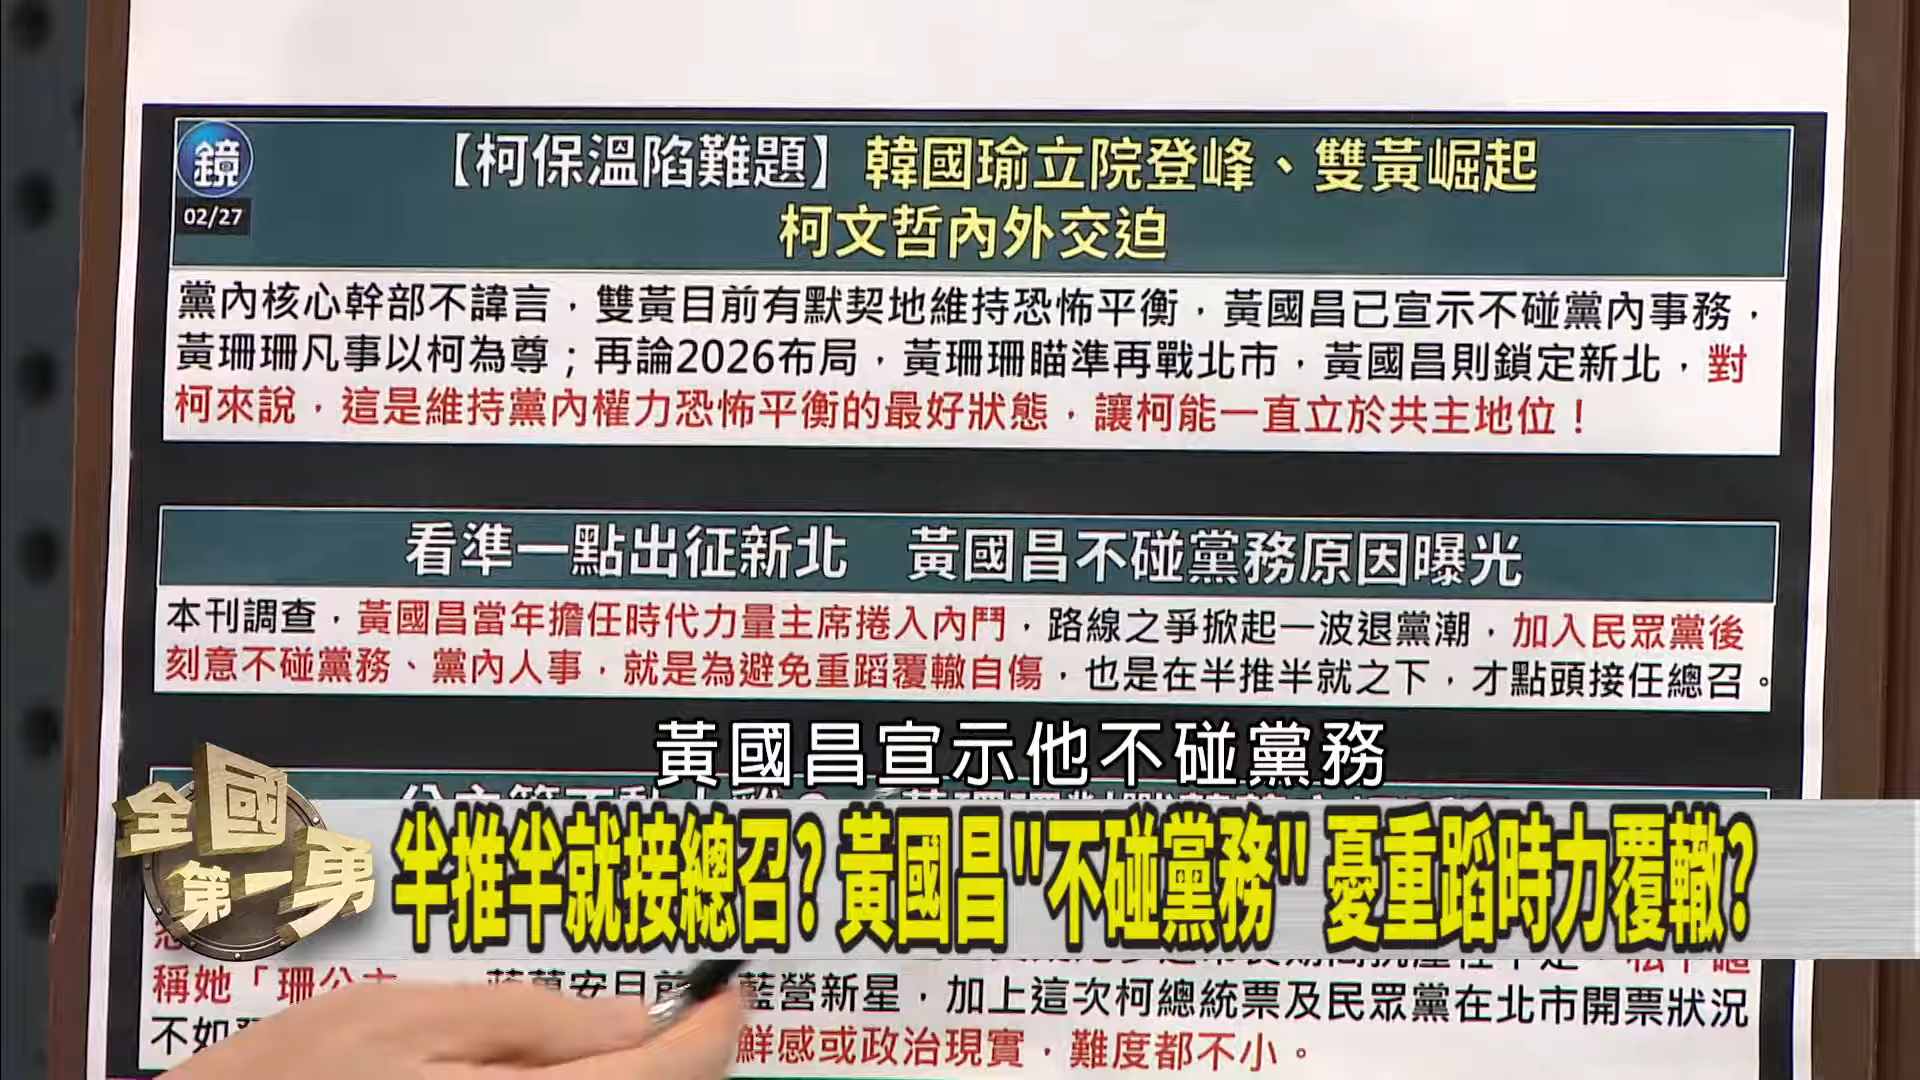 鏡
02/27
【柯保溫陷難題】韓國瑜立院登峰、雙黃崛起
柯文哲內外交迫
黨內核心幹部不諱言，雙黃目前有默契地維持恐怖平衡，黃國昌已宣示不碰黨內事務，
黃珊珊凡事以柯為尊；再論2026布局，黃珊珊瞄準再戰北市，黃國昌則鎖定新北，對
柯來說，這是維持黨內權力恐怖平衡的最好狀態，讓柯能一直立於共主地位！
看準一點出征新北　黃國昌不碰黨務原因曝光
本刊調查，黃國昌當年擔任時代力量主席捲入內鬥，路線之爭掀起一波退黨潮，加入民眾黨後
刻意不碰黨務、黨內人事，就是為避免重蹈覆轍自傷，也是在半推半就之下，才點頭接任總召。
黃國昌宣示他不碰黨務
全國第一勇
半推半就接總召? 黃國昌"不碰黨務" 憂重蹈時力覆轍?
稱她「珊公主 蔣萬安目前 藍營新星，加上這次柯總統票及民眾黨在北市開票狀況
不如 鮮感或政治現實，難度都不小。